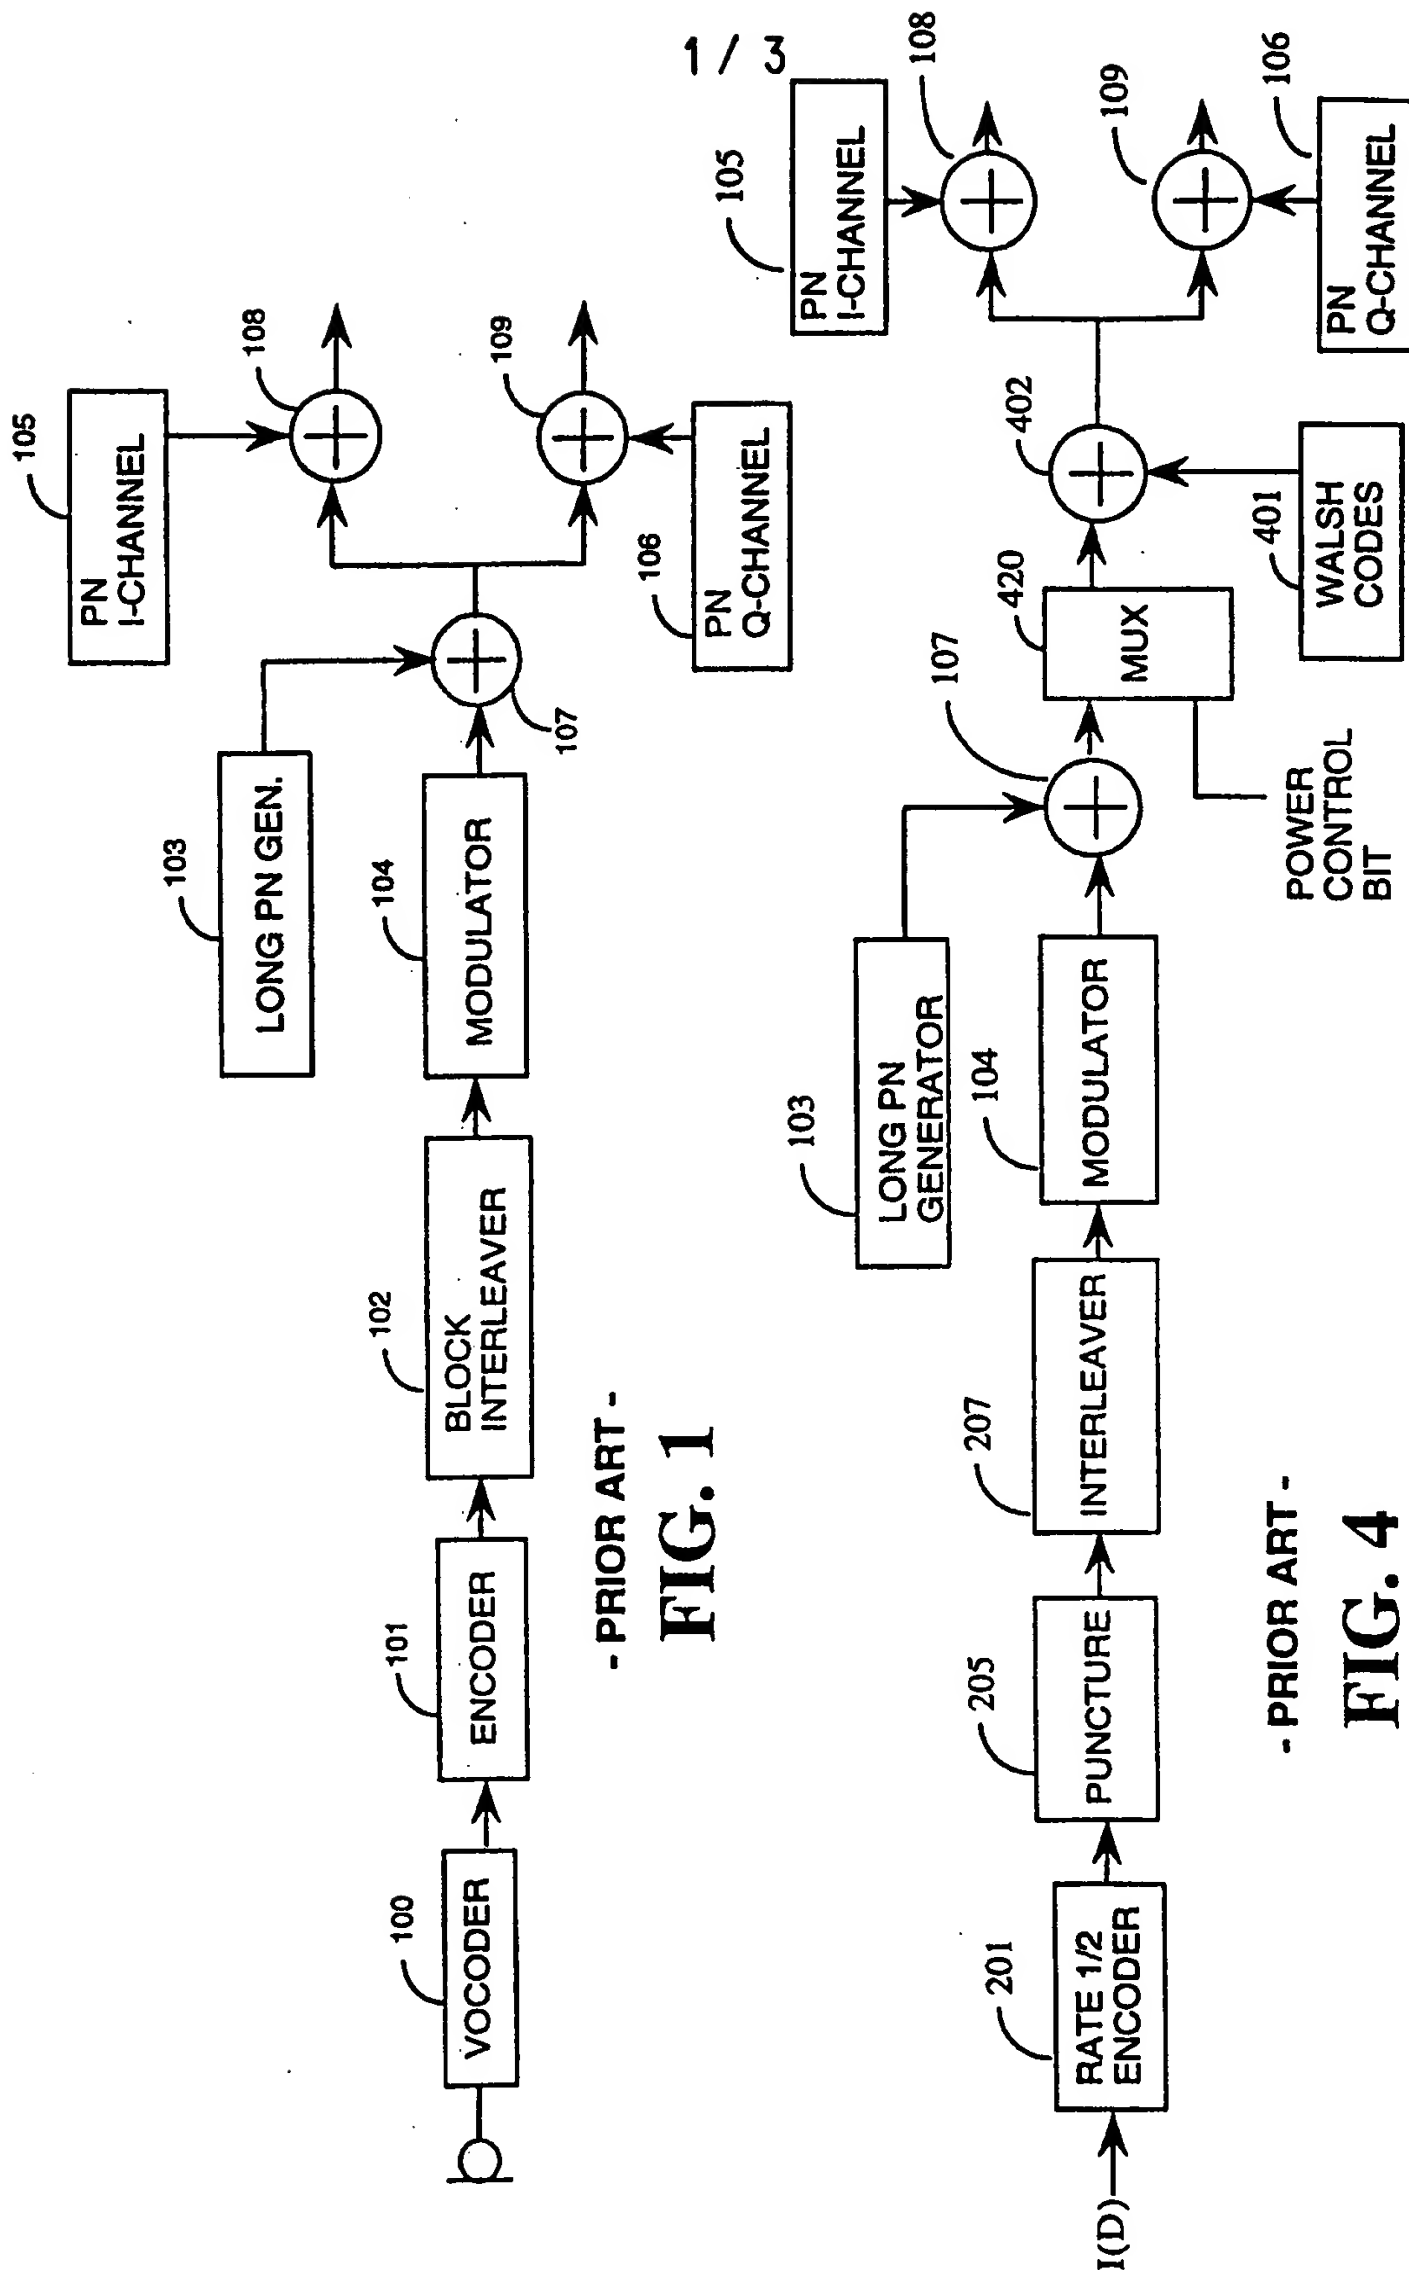 1 / 3
100
VOCODER
101
ENCODER
102
BLOCK
INTERLEAVER
103
LONG PN GEN.
104
MODULATOR
107
105
PN
I-CHANNEL
108
109
106
PN
Q-CHANNEL
- PRIOR ART -
FIG. 1
I(D)
201
RATE 1/2
ENCODER
205
PUNCTURE
207
INTERLEAVER
103
LONG PN
GENERATOR
104
MODULATOR
107
420
MUX
POWER
CONTROL
BIT
402
401
WALSH
CODES
105
PN
I-CHANNEL
108
109
106
PN
Q-CHANNEL
- PRIOR ART -
FIG. 4